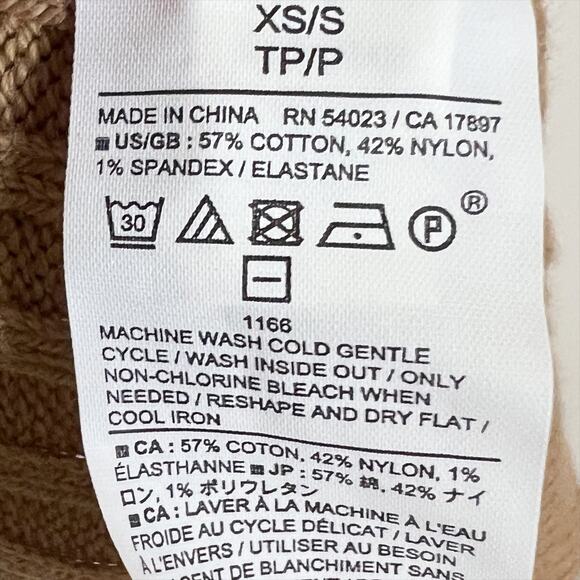 XS/S
TP/P
MADE IN CHINA RN 54023 / CA 17897
US/GB : 57% COTTON, 42% NYLON,
1% SPANDEX / ELASTANE
30
P
®
1166
MACHINE WASH COLD GENTLE
CYCLE / WASH INSIDE OUT / ONLY
NON-CHLORINE BLEACH WHEN
NEEDED / RESHAPE AND DRY FLAT /
COOL IRON
CA : 57% COTON, 42% NYLON, 1%
ÉLASTHANNE JP : 57% 綿, 42% ナイ
ロン, 1% ポリウレタン
CA : LAVER À LA MACHINE À L'EAU
FROIDE AU CYCLE DÉLICAT / LAVER
À L'ENVERS / UTILISER AU BESOIN
DE BLANCHIMENT SANS